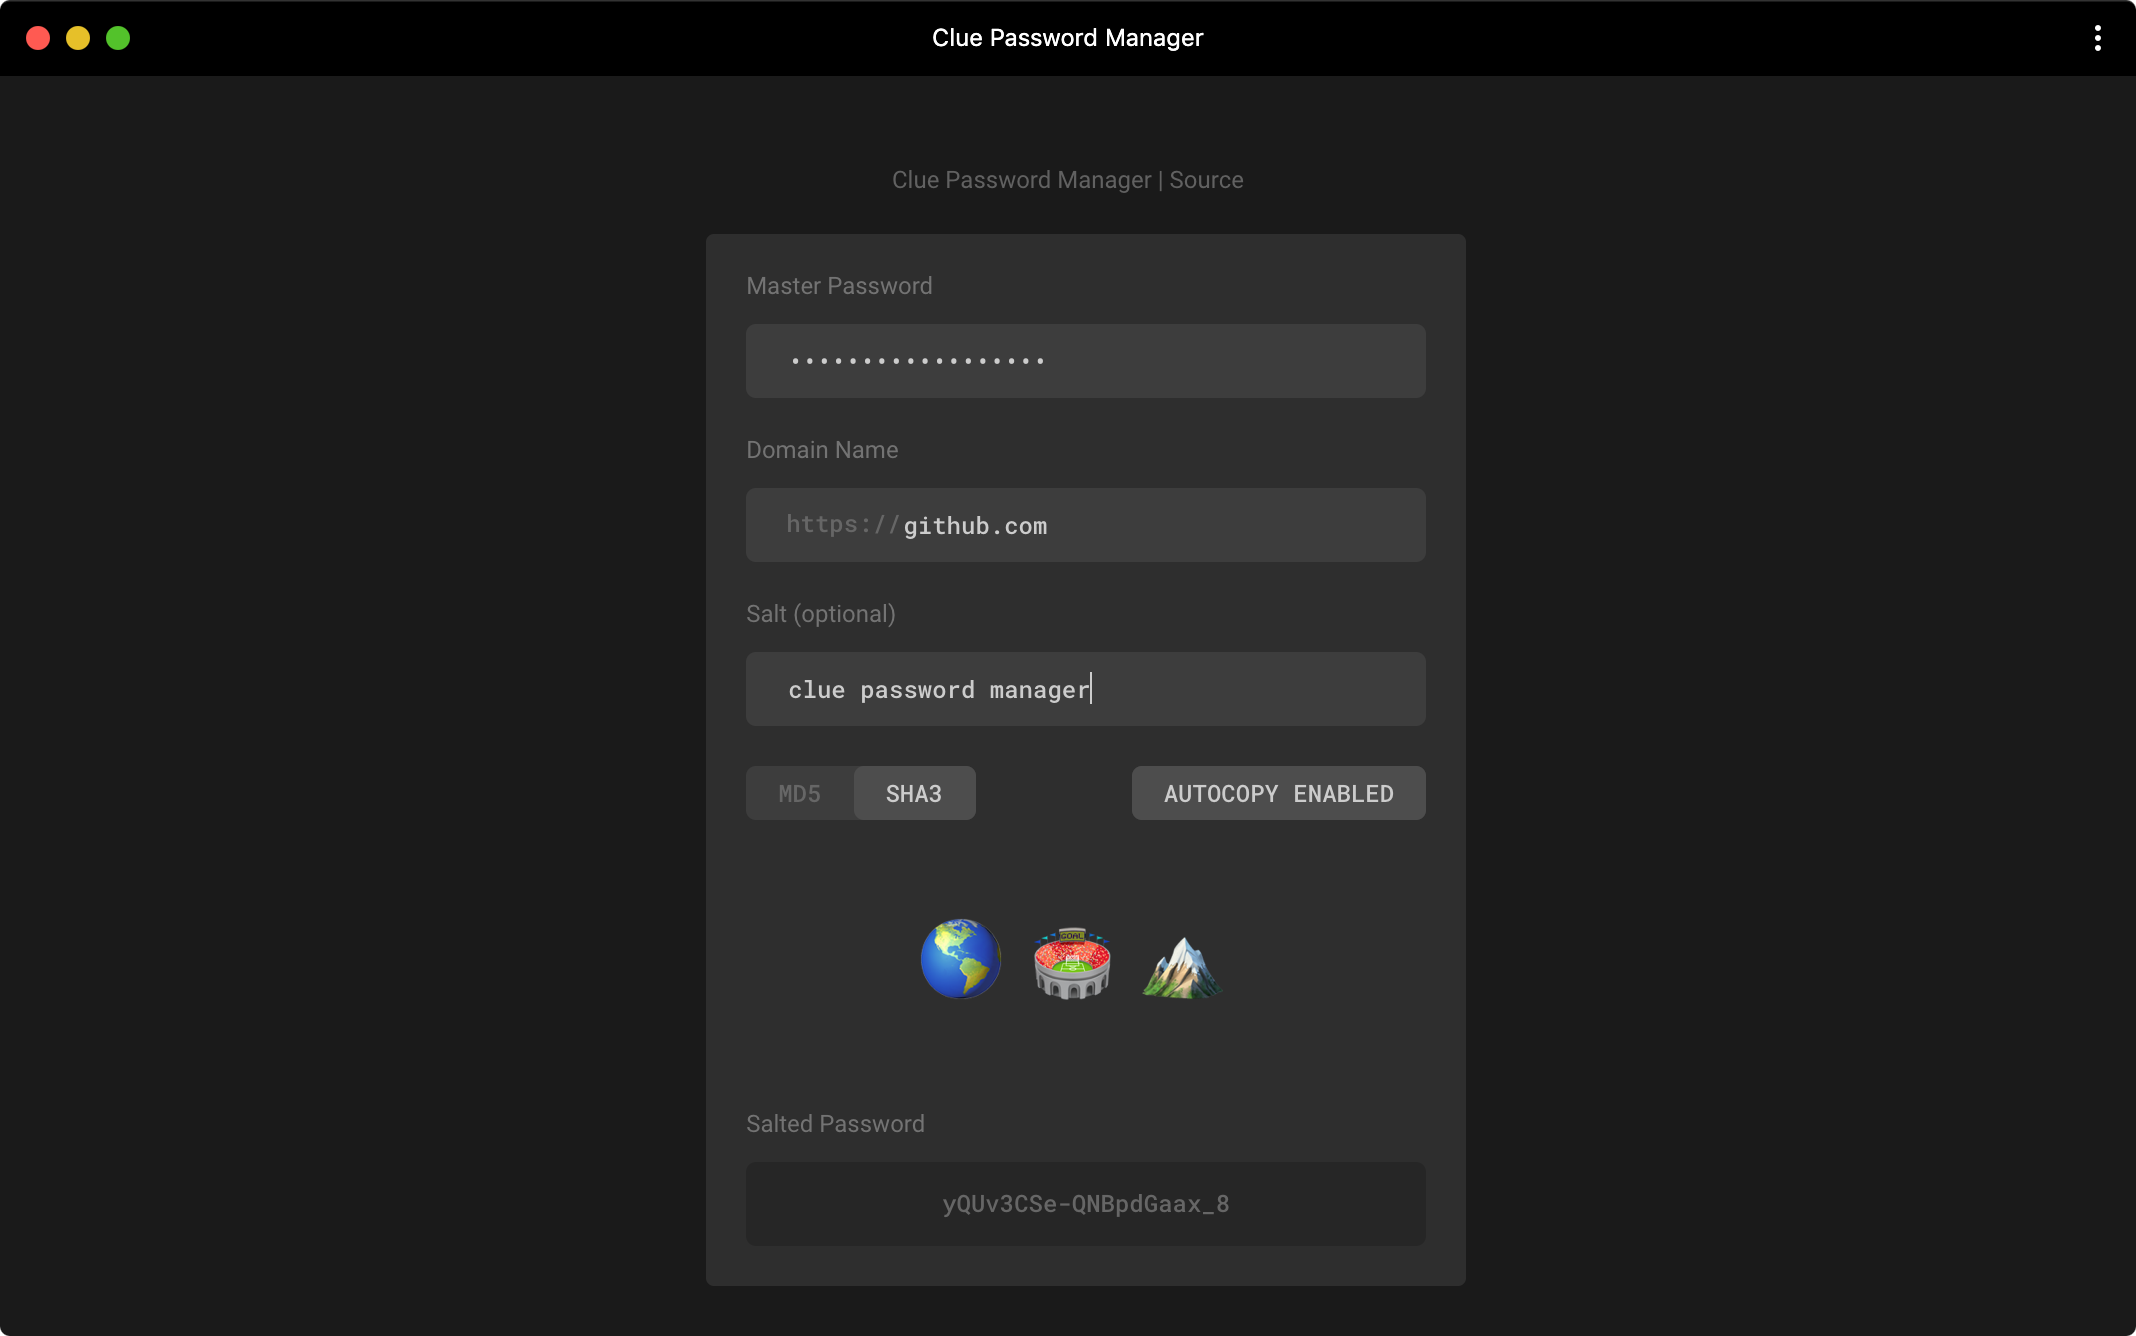 Clue Password Manager
Clue Password Manager | Source
Master Password
••••••••••••••••••
Domain Name
https://github.com
Salt (optional)
clue password manager
MD5 SHA3 AUTOCOPY ENABLED
GOAL
Salted Password
yQUv3CSe-QNBpdGaax_8